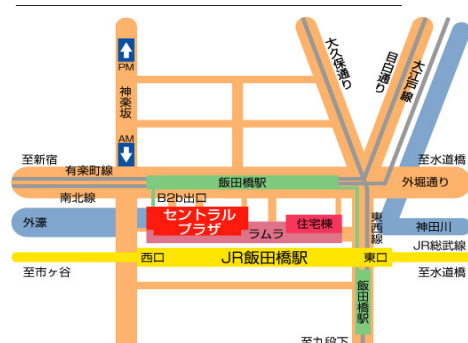 PM
神楽坂
AM
大久保通り
目白通り
大江戸線
至新宿
有楽町線
南北線
飯田橋駅
至水道橋
外堀通り
B2b出口
外濠
セントラル
プラザ
ラムラ
住宅棟
東西線
神田川
JR総武線
西口
JR飯田橋駅
東口
至市ヶ谷
至水道橋
飯田橋駅
至九段下